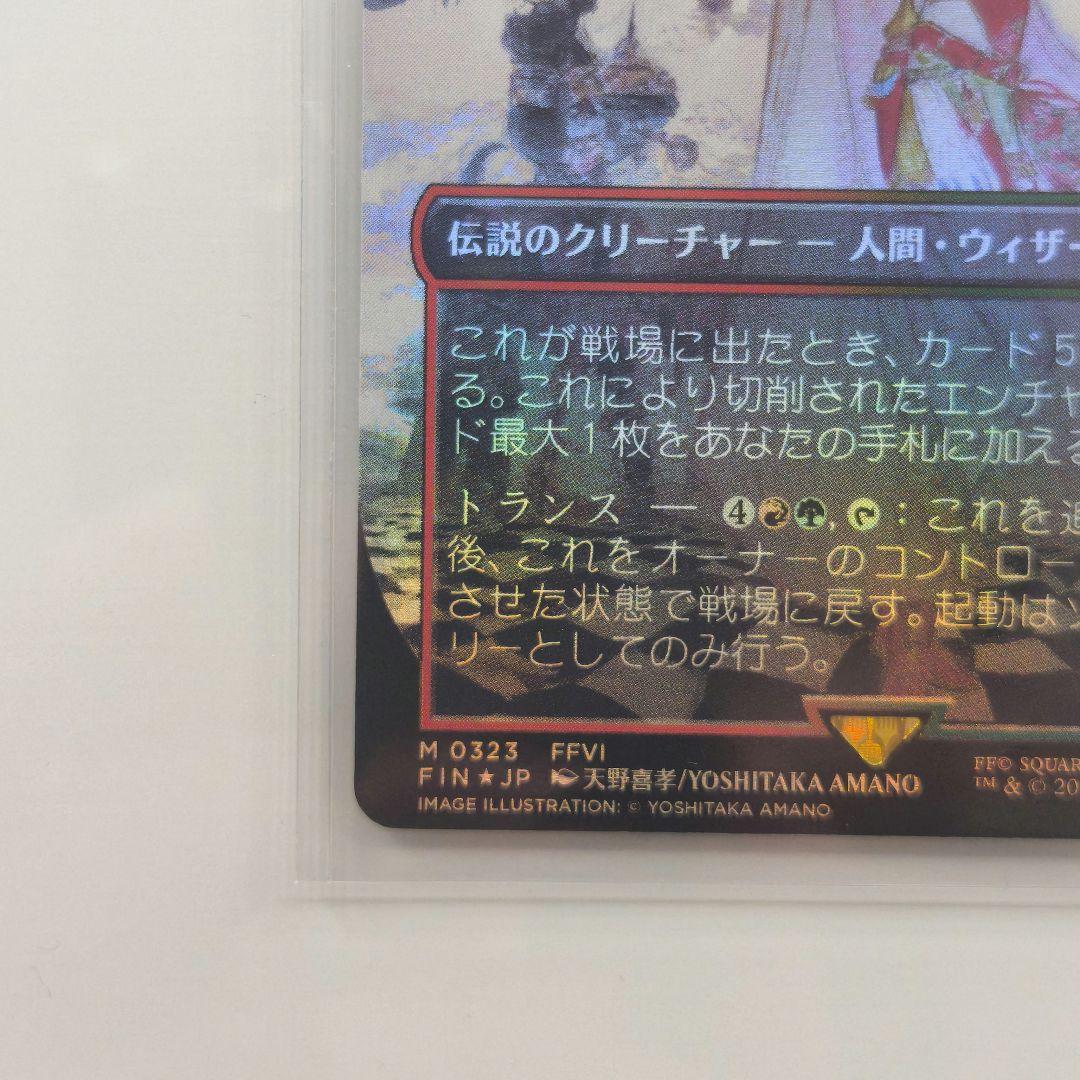 伝説のクリーチャー ― 人間・ウィザー
これが戦場に出たとき、カード5
る。これにより切削されたエンチャ
ド最大1枚をあなたの手札に加える
トランス ― 4 , : これを追
後、これをオーナーのコントロー
させた状態で戦場に戻す。起動はソ
リーとしてのみ行う。
M 0323 FFVI
FIN★JP 天野喜孝/YOSHITAKA AMANO
IMAGE ILLUSTRATION: © YOSHITAKA AMANO
FF© SQUAR
™ & © 20